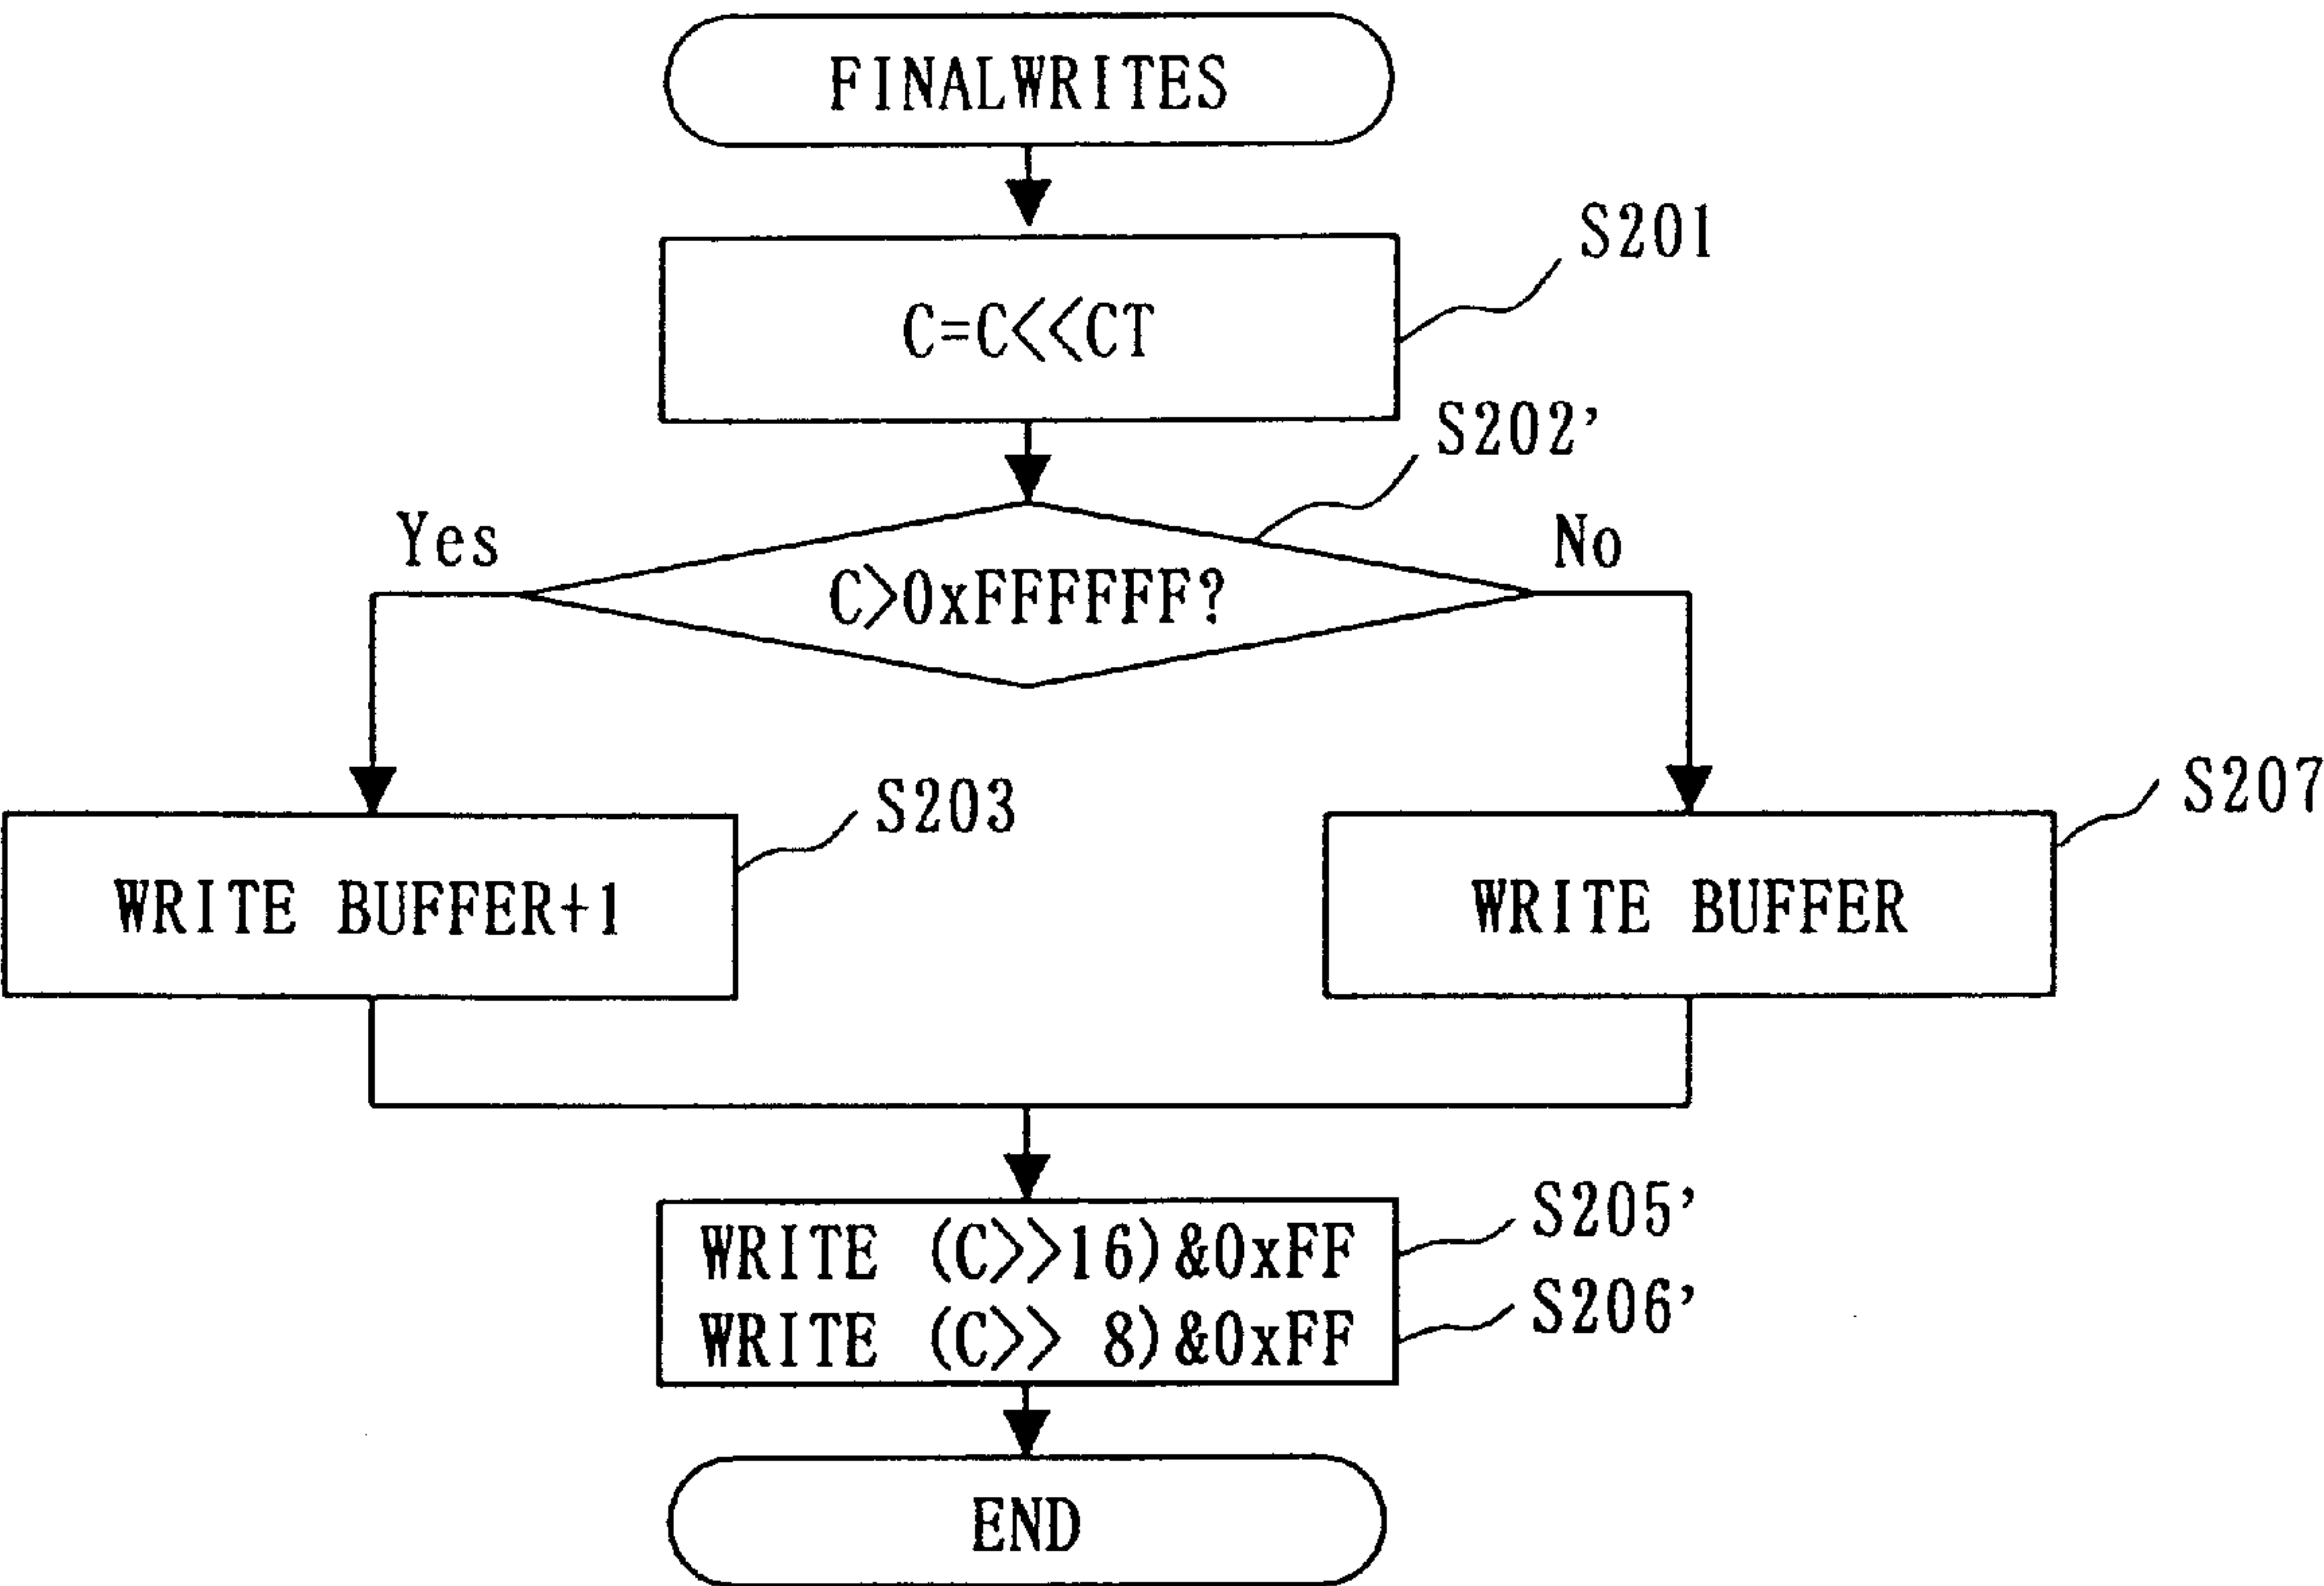 FINALWRITES
S201
C=C<<CT
S202'
Yes
No
C>0xFFFFFF?
S203
S207
WRITE BUFFER+1
WRITE BUFFER
WRITE (C>>16)&0xFF
S205'
WRITE (C>> 8)&0xFF
S206'
END